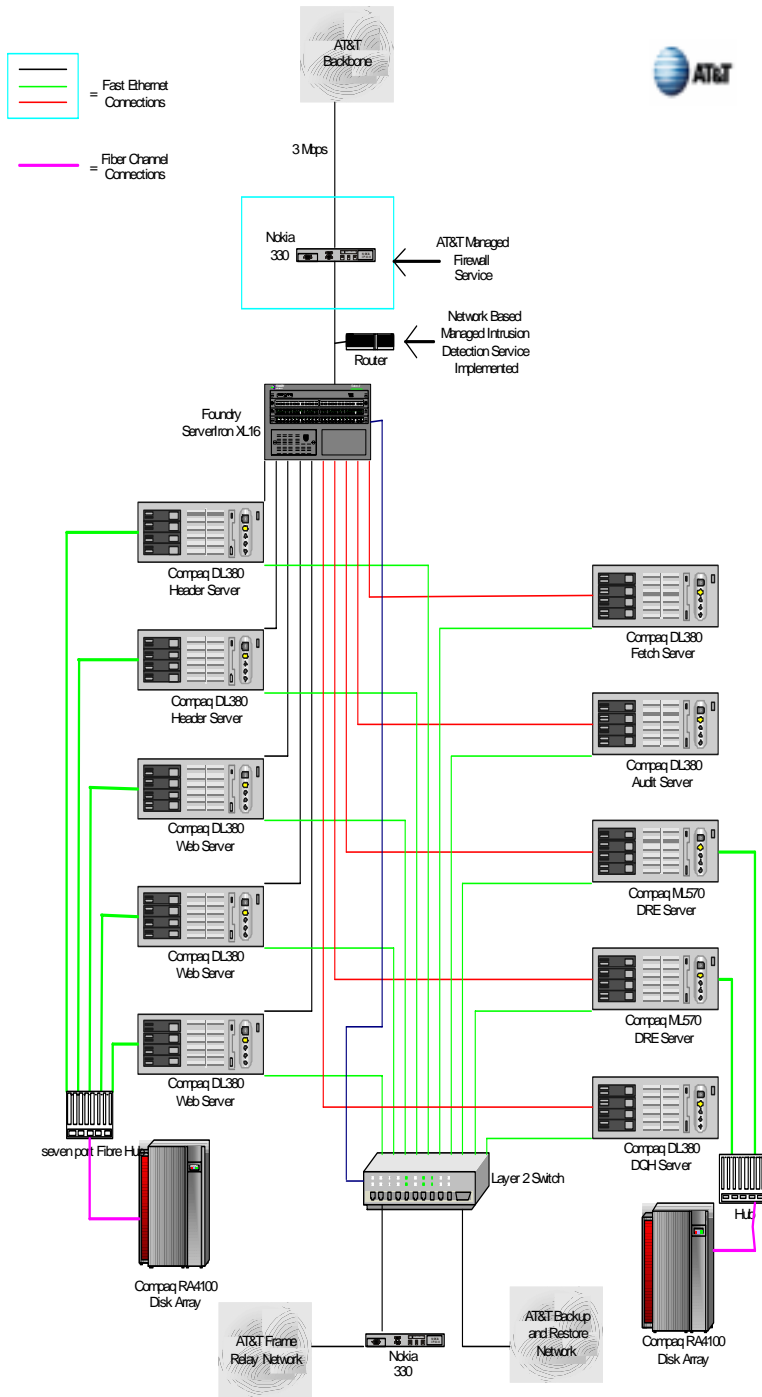 AT&T
Backbone
AT&T
= Fast Ethernet
Connections
3 Mbps
= Fiber Channel
Connections
Nokia
330
AT&T Managed
Firewall
Service
Network Based
Managed Intrusion
Detection Service
Implemented
Router
Foundry
ServerIron XL16
Compaq DL380
Header Server
Compaq DL380
Fetch Server
Compaq DL380
Header Server
Compaq DL380
Audit Server
Compaq DL380
Web Server
Compaq ML570
DRE Server
Compaq DL380
Web Server
Compaq ML570
DRE Server
Compaq DL380
Web Server
Compaq DL380
DQH Server
seven port Fibre Hub
Layer 2 Switch
Hub
Compaq RA4100
Disk Array
AT&T Frame
Relay Network
Nokia
330
AT&T Backup
and Restore
Network
Compaq RA4100
Disk Array